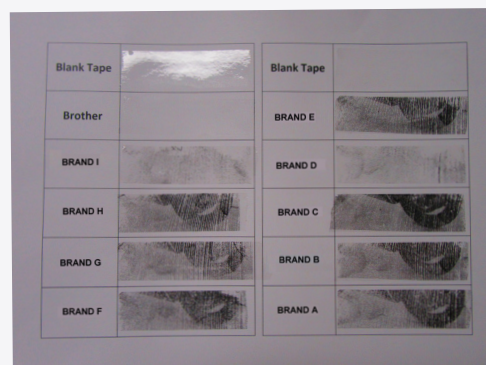 Blank Tape
Brother
BRAND I
BRAND H
BRAND G
BRAND F
Blank Tape
BRAND E
BRAND D
BRAND C
BRAND B
BRAND A